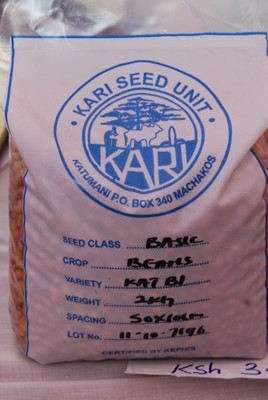 KARI SEED UNIT
KARI
KATUMANI P.O. BOX 340 MACHAKOS
SEED CLASS BASIC
CROP BEANS
VARIETY KAT B1
WEIGHT 2Kg
SPACING 50x10cm
LOT No. 11-10-7196
CERTIFIED BY KEPHIS
Ksh 3